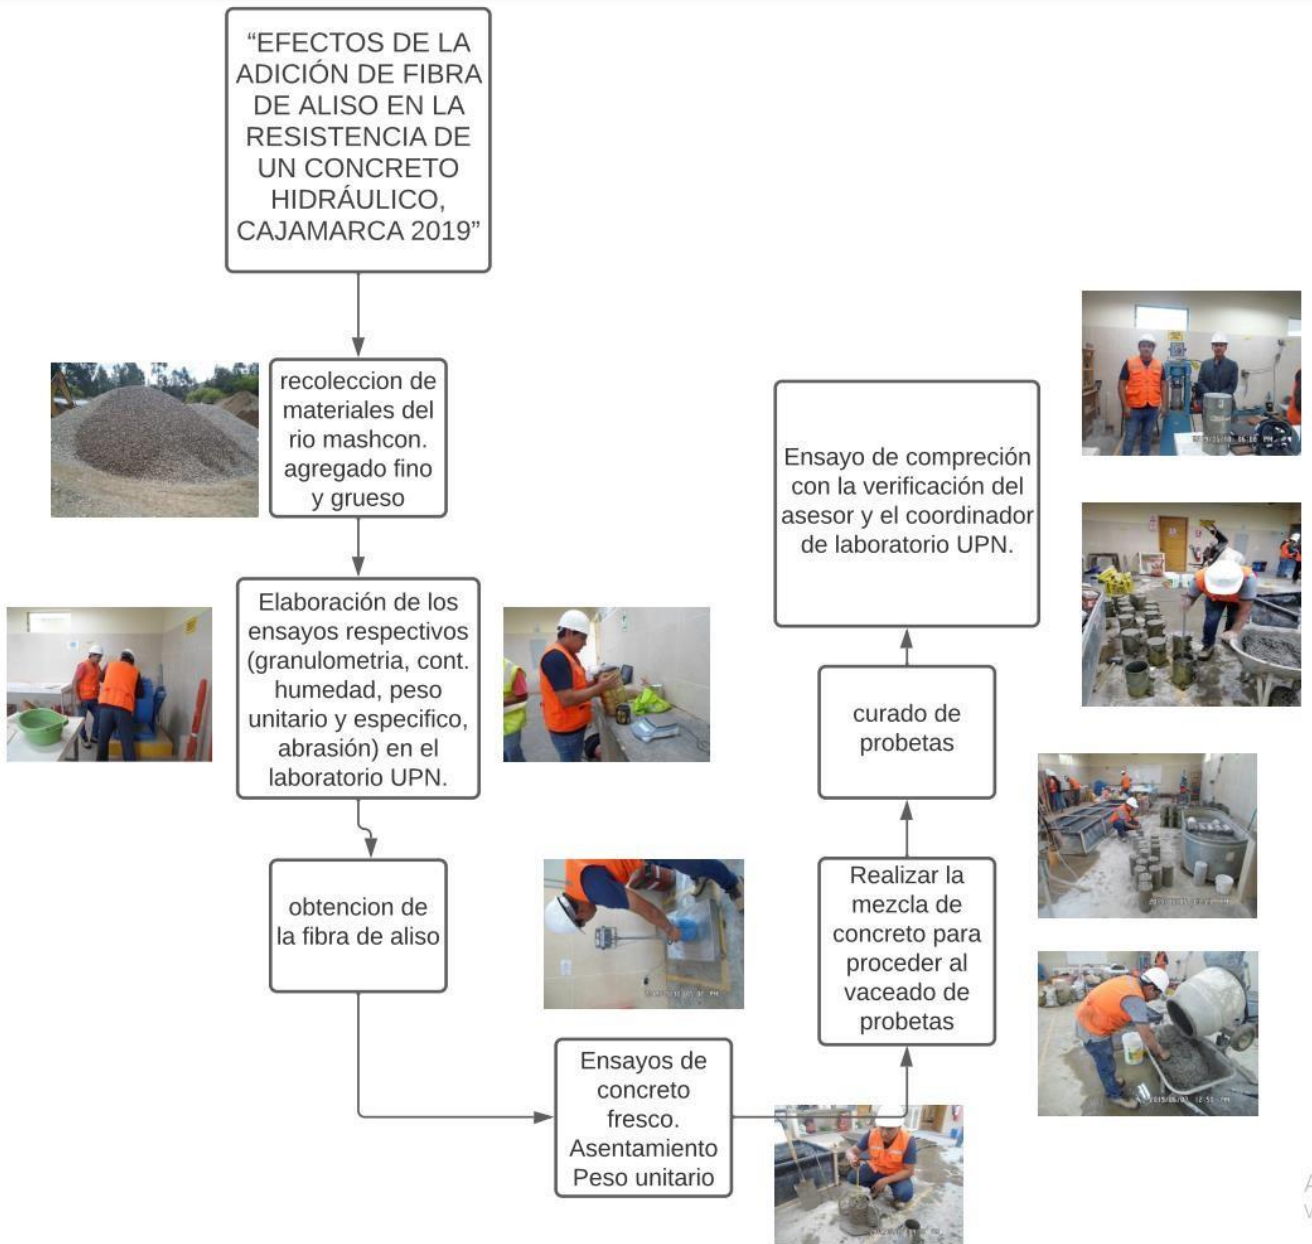 “EFECTOS DE LA
ADICIÓN DE FIBRA
DE ALISO EN LA
RESISTENCIA DE
UN CONCRETO
HIDRÁULICO,
CAJAMARCA 2019”
recoleccion de
materiales del
rio mashcon.
agregado fino
y grueso
Elaboración de los
ensayos respectivos
(granulometria, cont.
humedad, peso
unitario y especifico,
abrasión) en el
laboratorio UPN.
obtencion de
la fibra de aliso
Ensayos de
concreto
fresco.
Asentamiento
Peso unitario
Realizar la
mezcla de
concreto para
proceder al
vaceado de
probetas
curado de
probetas
Ensayo de compreción
con la verificación del
asesor y el coordinador
de laboratorio UPN.